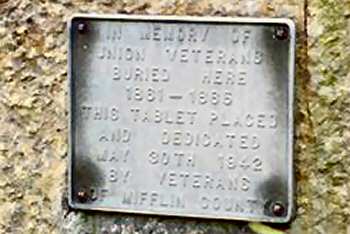 IN MEMORY OF
UNION VETERANS
BURIED HERE
1861-1865
THIS TABLET PLACED
AND DEDICATED
MAY 30TH 1942
BY VETERANS
OF MIFFLIN COUNTY